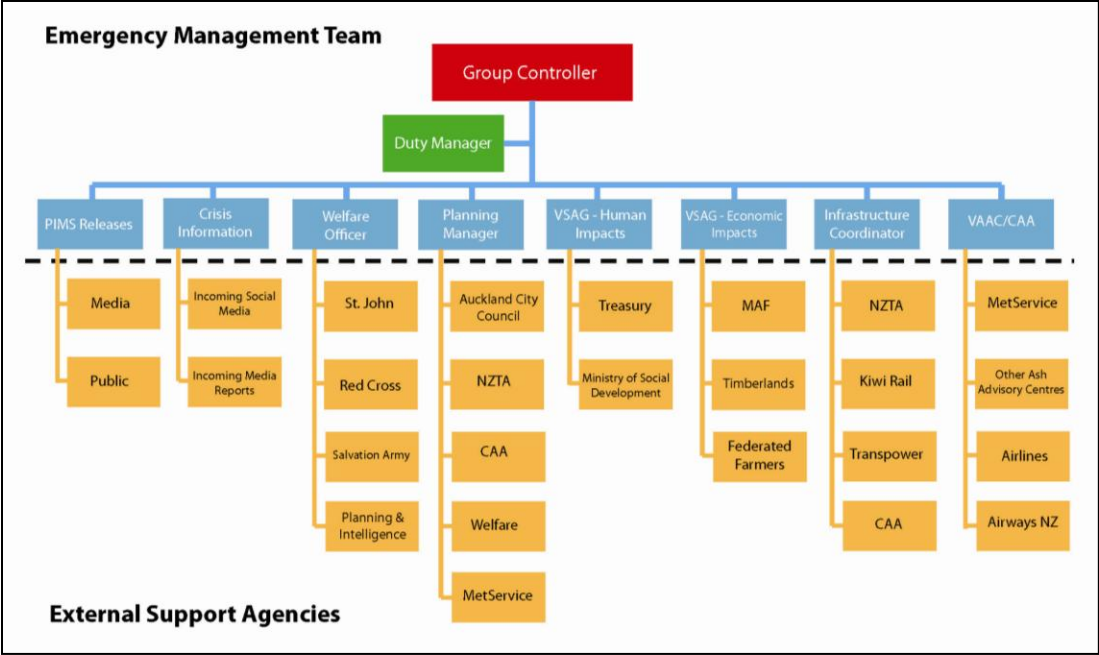 Emergency Management Team
Group Controller
Duty Manager
PIMS Releases
Crisis
Information
Welfare
Officer
Planning
Manager
VSAG - Human
Impacts
VSAG - Economic
Impacts
Infrastructure
Coordinator
VAAC/CAA
Media
Public
Incoming Social
Media
Incoming Media
Reports
St. John
Red Cross
Salvation Army
Planning &
Intelligence
Auckland City
Council
NZTA
CAA
Welfare
MetService
Treasury
Ministry of Social
Development
MAF
Timberlands
Federated
Farmers
NZTA
Kiwi Rail
Transpower
CAA
MetService
Other Ash
Advisory Centres
Airlines
Airways NZ
External Support Agencies